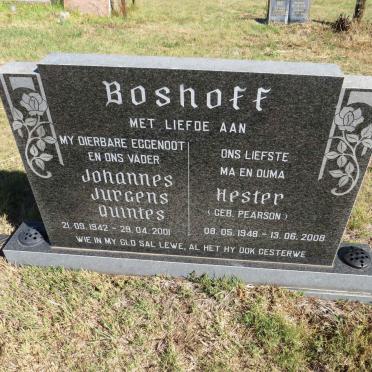 Boshoff
MET LIEFDE AAN
MY DIERBARE EGGENOOT
EN ONS VADER
Johannes
Jurgens
Quintes
21.09.1942 - 29.04.2001
ONS LIEFSTE
MA EN OUMA
Hester
(GEB. PEARSON)
08.05.1948 - 13.06.2008
WIE IN MY GLO SAL LEWE, AL HET HY OOK GESTERWE